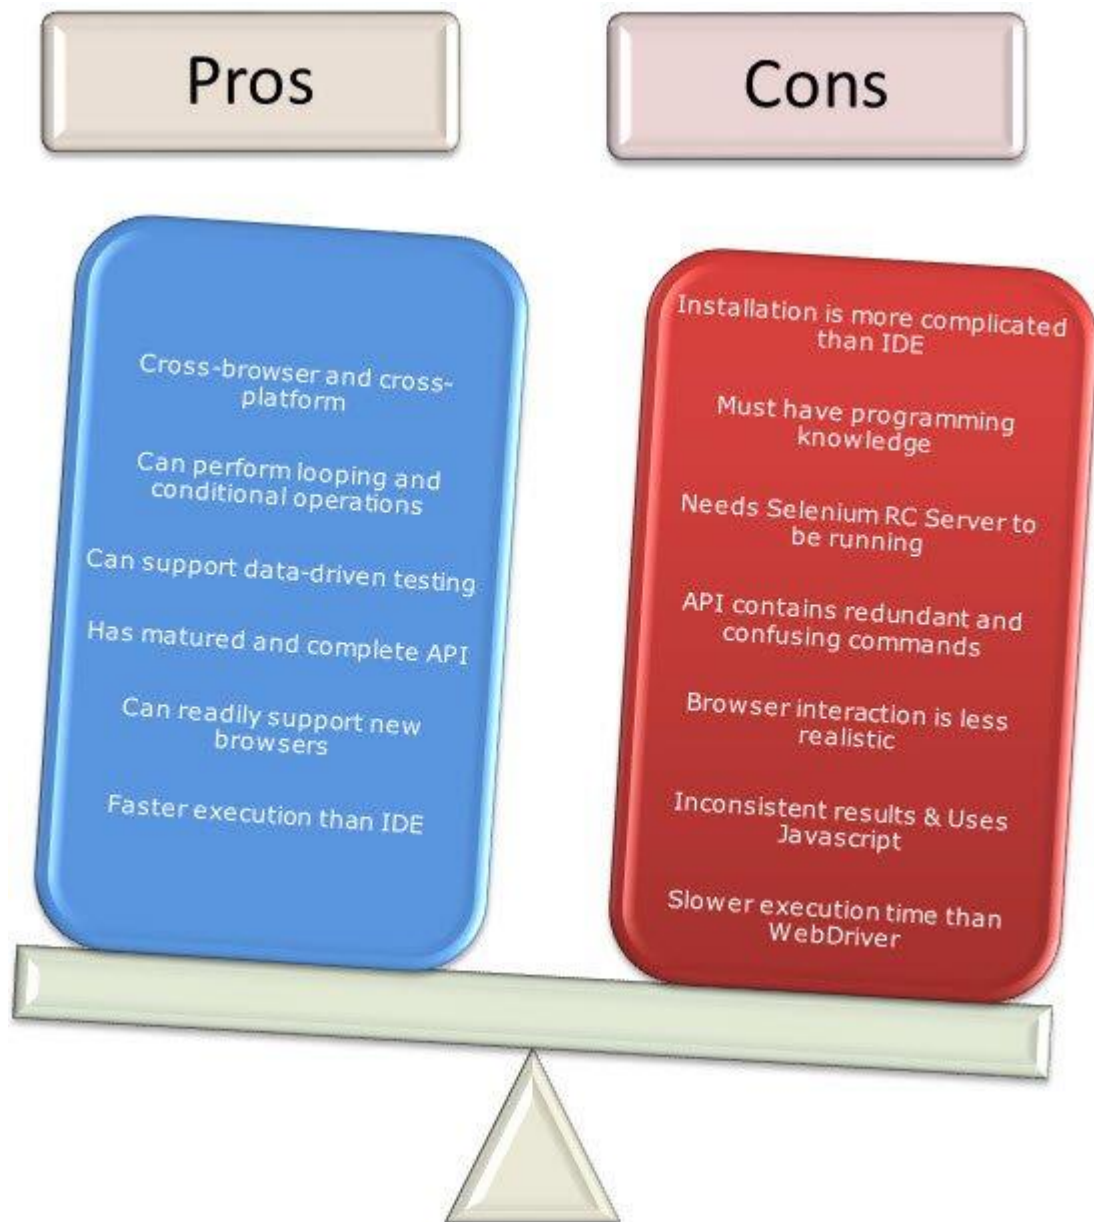 Pros
Cons
Cross-browser and cross-
platform
Can perform looping and
conditional operations
Can support data-driven testing
Has matured and complete API
Can readily support new
browsers
Faster execution than IDE
Installation is more complicated
than IDE
Must have programming
knowledge
Needs Selenium RC Server to
be running
API contains redundant and
confusing commands
Browser interaction is less
realistic
Inconsistent results & Uses
Javascript
Slower execution time than
WebDriver